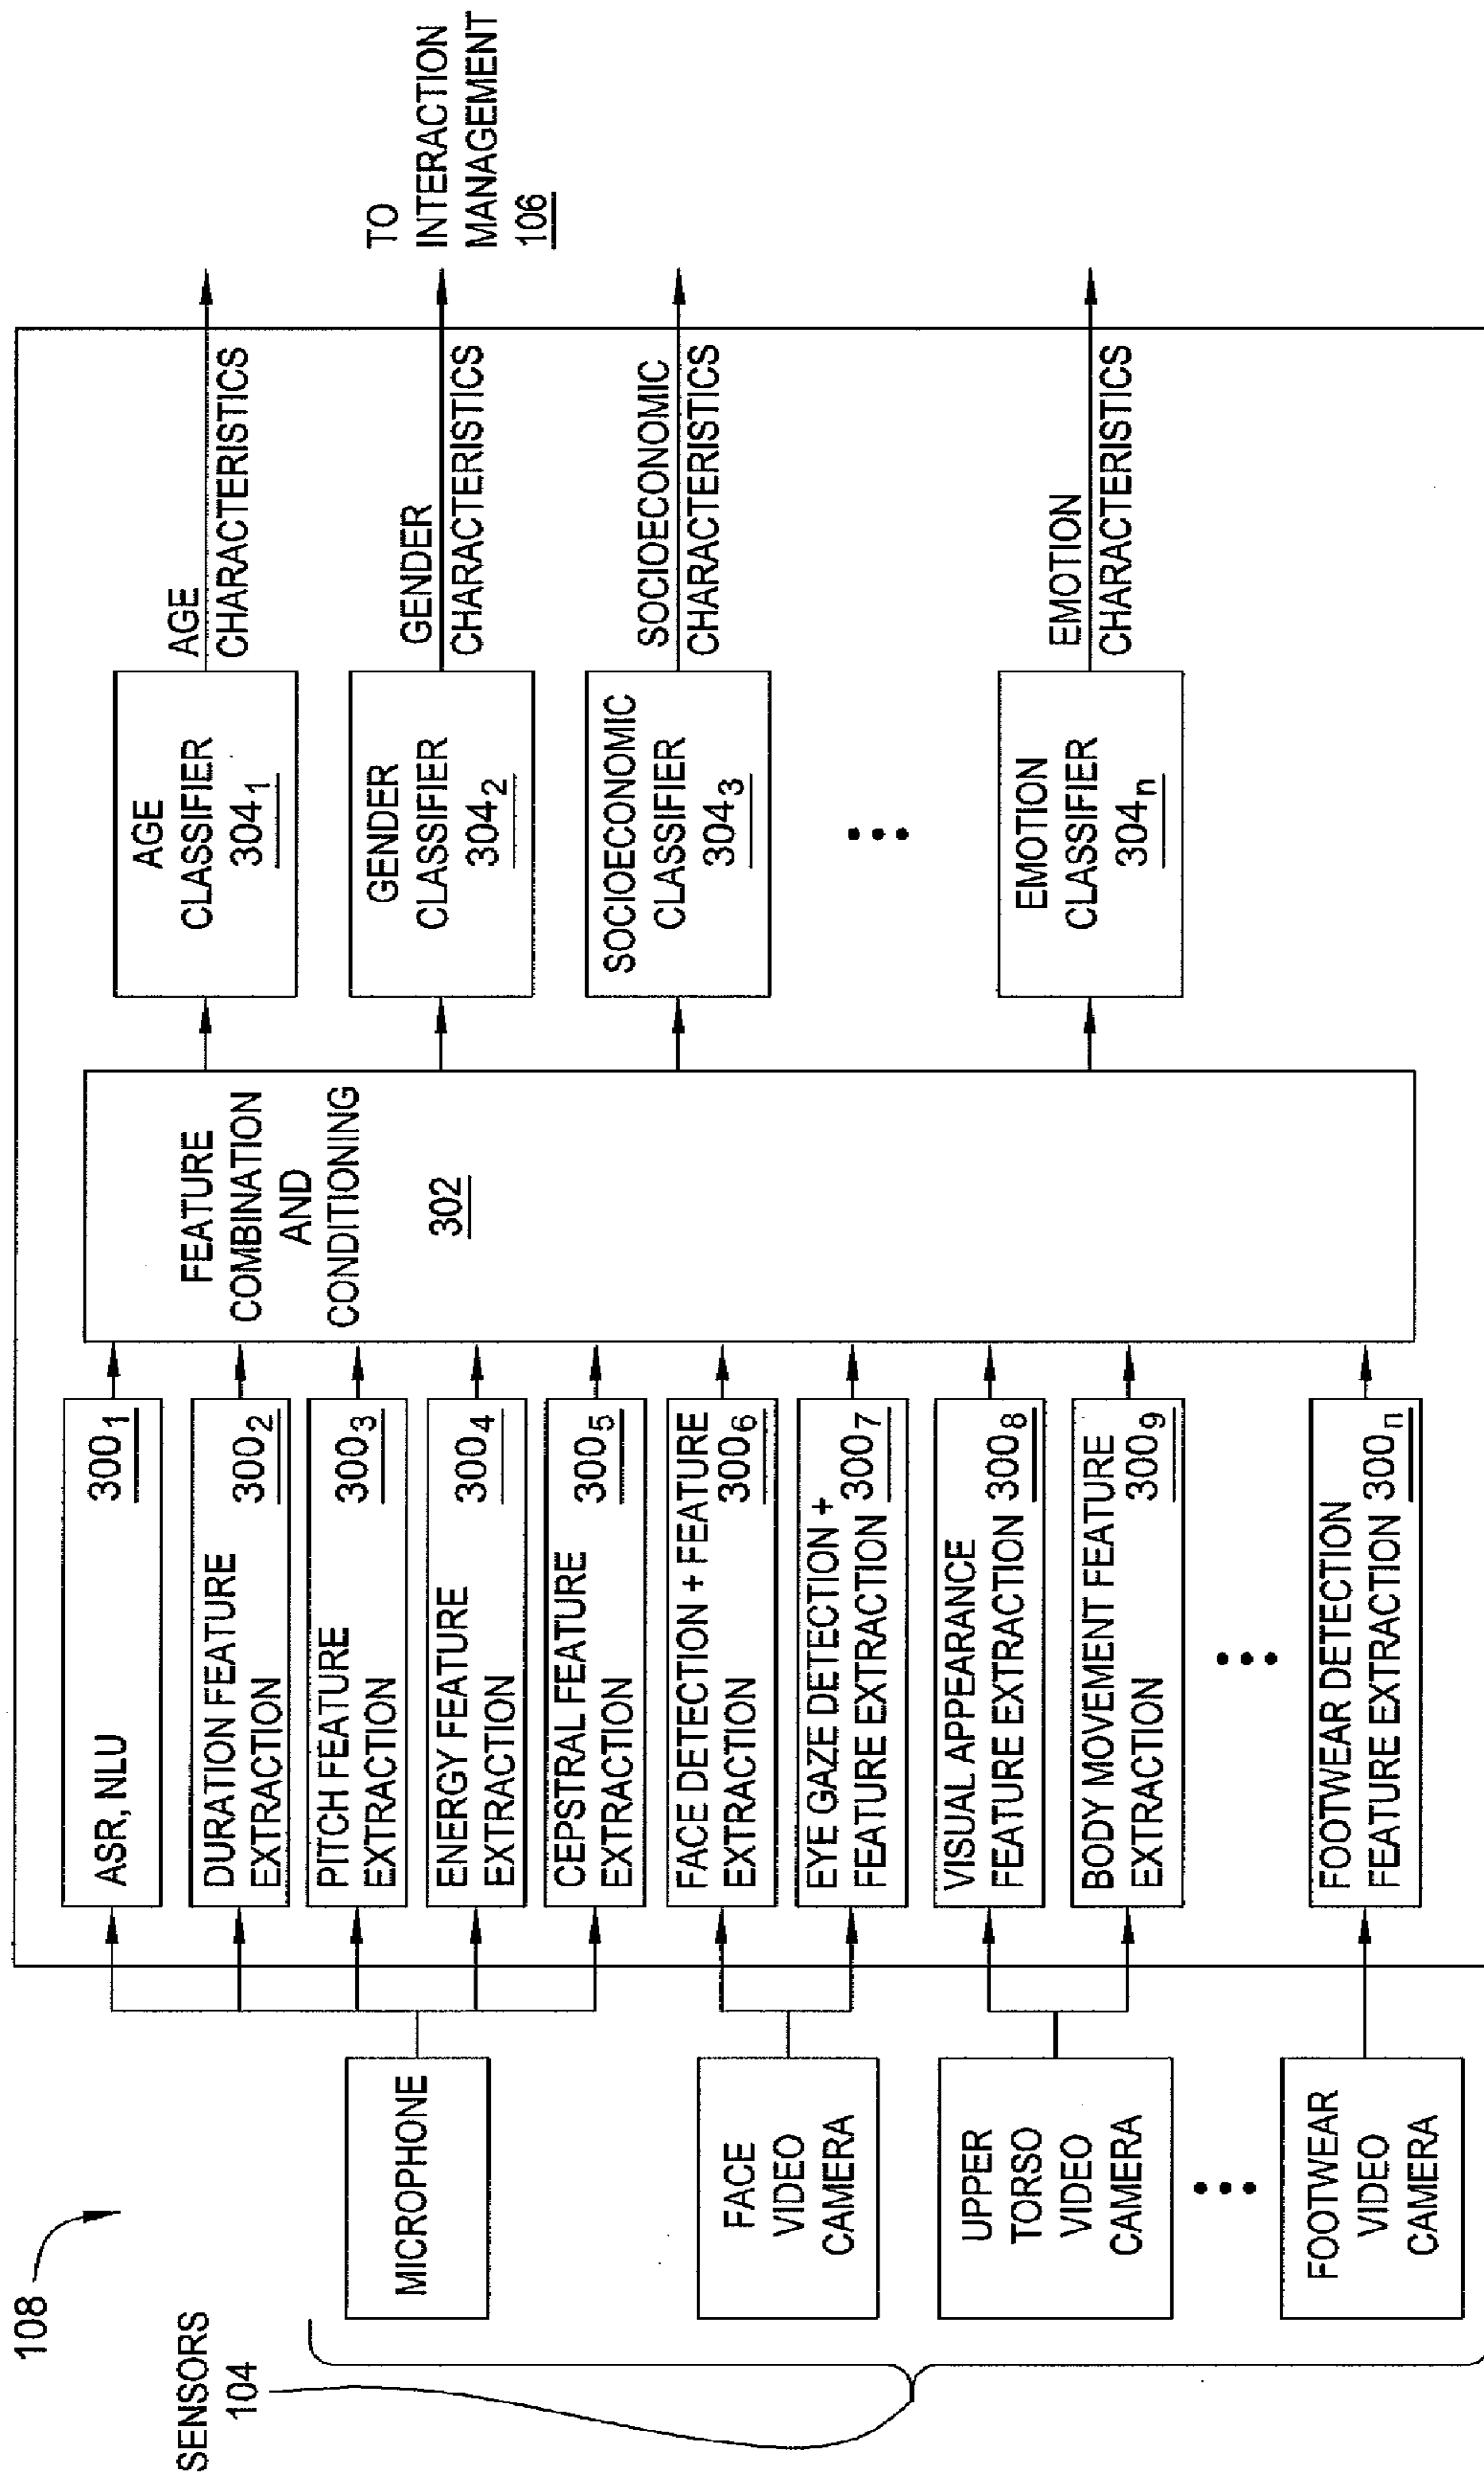 108
SENSORS
104
MICROPHONE
FACE
VIDEO
CAMERA
UPPER
TORSO
VIDEO
CAMERA
FOOTWEAR
VIDEO
CAMERA
ASR, NLU 300₁
DURATION FEATURE
EXTRACTION 300₂
PITCH FEATURE
EXTRACTION 300₃
ENERGY FEATURE
EXTRACTION 300₄
CEPSTRAL FEATURE
EXTRACTION 300₅
FACE DETECTION + FEATURE
EXTRACTION 300₆
EYE GAZE DETECTION +
FEATURE EXTRACTION 300₇
VISUAL APPEARANCE
FEATURE EXTRACTION 300₈
BODY MOVEMENT FEATURE
EXTRACTION 300₉
FOOTWEAR DETECTION
FEATURE EXTRACTION 300ₙ
FEATURE
COMBINATION
AND
CONDITIONING
302
AGE
CLASSIFIER
304₁
GENDER
CLASSIFIER
304₂
SOCIOECONOMIC
CLASSIFIER
304₃
EMOTION
CLASSIFIER
304ₙ
AGE
CHARACTERISTICS
GENDER
CHARACTERISTICS
SOCIOECONOMIC
CHARACTERISTICS
EMOTION
CHARACTERISTICS
TO
INTERACTION
MANAGEMENT
106